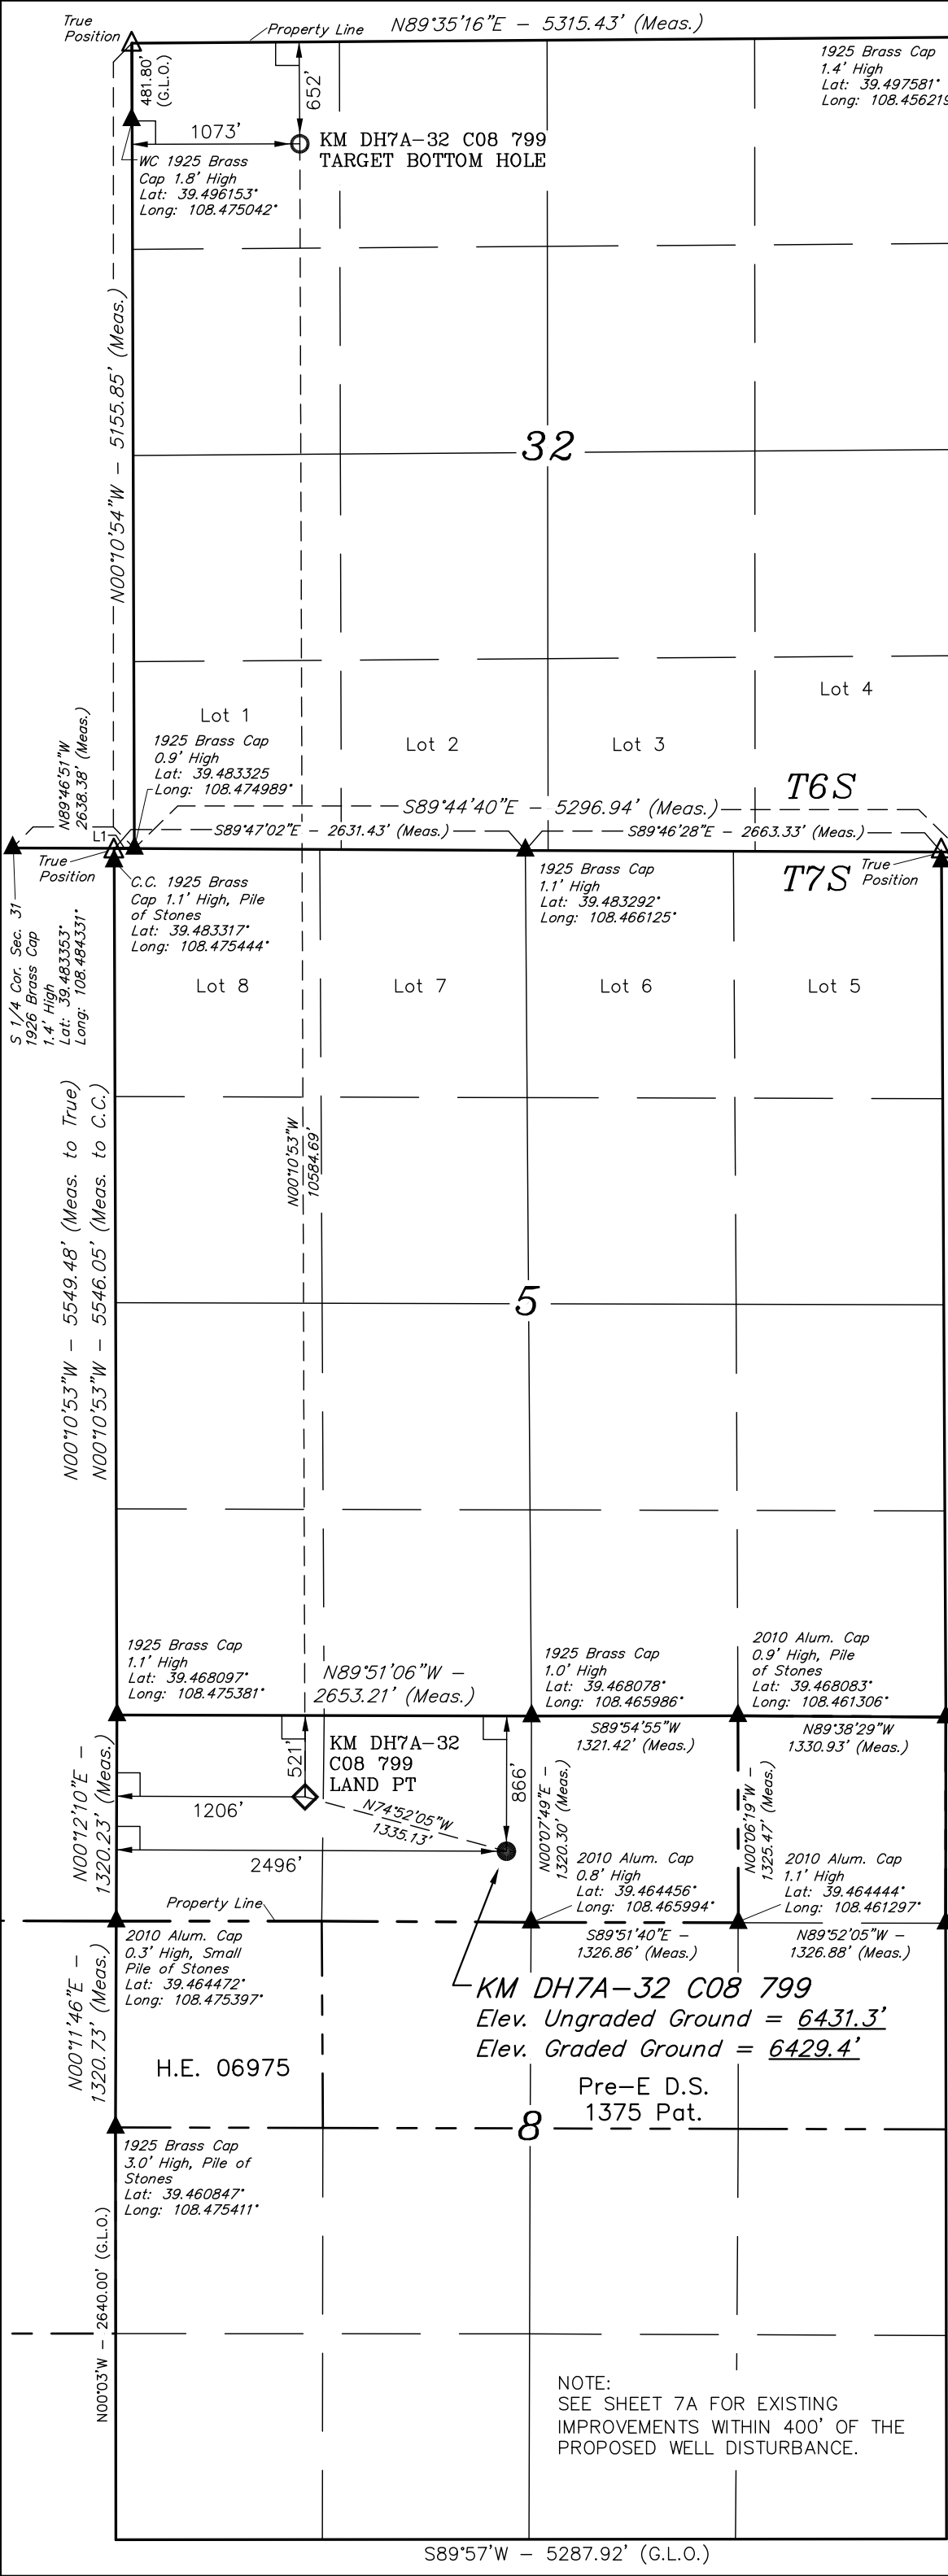 True
Position
Property Line
N89°35'16"E - 5315.43' (Meas.)
481.80'
(G.L.O.)
652'
1925 Brass Cap
1.4' High
Lat: 39.497581°
Long: 108.456219
1073'
KM DH7A-32 C08 799
TARGET BOTTOM HOLE
WC 1925 Brass
Cap 1.8' High
Lat: 39.496153°
Long: 108.475042°
N00°10'54"W - 5155.85' (Meas.)
32
Lot 1
Lot 2
Lot 3
Lot 4
N89°46'51"W
2638.38' (Meas.)
1925 Brass Cap
0.9' High
Lat: 39.483325
Long: 108.474989°
T6S
S89°44'40"E - 5296.94' (Meas.)
L1
S89°47'02"E - 2631.43' (Meas.)
S89°46'28"E - 2663.33' (Meas.)
True
Position
T7S
True
Position
C.C. 1925 Brass
Cap 1.1' High, Pile
of Stones
Lat: 39.483317°
Long: 108.475444°
1925 Brass Cap
1.1' High
Lat: 39.483292°
Long: 108.466125°
S 1/4 Cor. Sec. 31
1926 Brass Cap
1.4' High
Lat: 39.483353°
Long: 108.484331°
Lot 8
Lot 7
Lot 6
Lot 5
N00°10'53"W - 5549.48' (Meas. to True)
N00°10'53"W - 5546.05' (Meas. to C.C.)
N00°10'53"W
10584.69'
5
1925 Brass Cap
1.1' High
Lat: 39.468097°
Long: 108.475381°
N89°51'06"W -
2653.21' (Meas.)
1925 Brass Cap
1.0' High
Lat: 39.468078°
Long: 108.465986°
2010 Alum. Cap
0.9' High, Pile
of Stones
Lat: 39.468083°
Long: 108.461306°
S89°54'55"W
1321.42' (Meas.)
N89°38'29"W
1330.93' (Meas.)
521'
KM DH7A-32
C08 799
LAND PT
866'
1206'
N74°52'05"W
1335.13'
2496'
N00°12'10"E -
1320.23' (Meas.)
N00°07'49"E -
1320.30' (Meas.)
N00°06'19"W -
1325.47' (Meas.)
2010 Alum. Cap
0.8' High
Lat: 39.464456°
Long: 108.465994°
2010 Alum. Cap
1.1' High
Lat: 39.464444°
Long: 108.461297°
Property Line
2010 Alum. Cap
0.3' High, Small
Pile of Stones
Lat: 39.464472°
Long: 108.475397°
S89°51'40"E -
1326.86' (Meas.)
N89°52'05"W -
1326.88' (Meas.)
KM DH7A-32 C08 799
Elev. Ungraded Ground = 6431.3'
Elev. Graded Ground = 6429.4'
N00°11'46"E -
1320.73' (Meas.)
H.E. 06975
Pre-E D.S.
1375 Pat.
8
1925 Brass Cap
3.0' High, Pile of
Stones
Lat: 39.460847°
Long: 108.475411°
N00°03'W - 2640.00' (G.L.O.)
NOTE:
SEE SHEET 7A FOR EXISTING
IMPROVEMENTS WITHIN 400' OF THE
PROPOSED WELL DISTURBANCE.
S89°57'W - 5287.92' (G.L.O.)